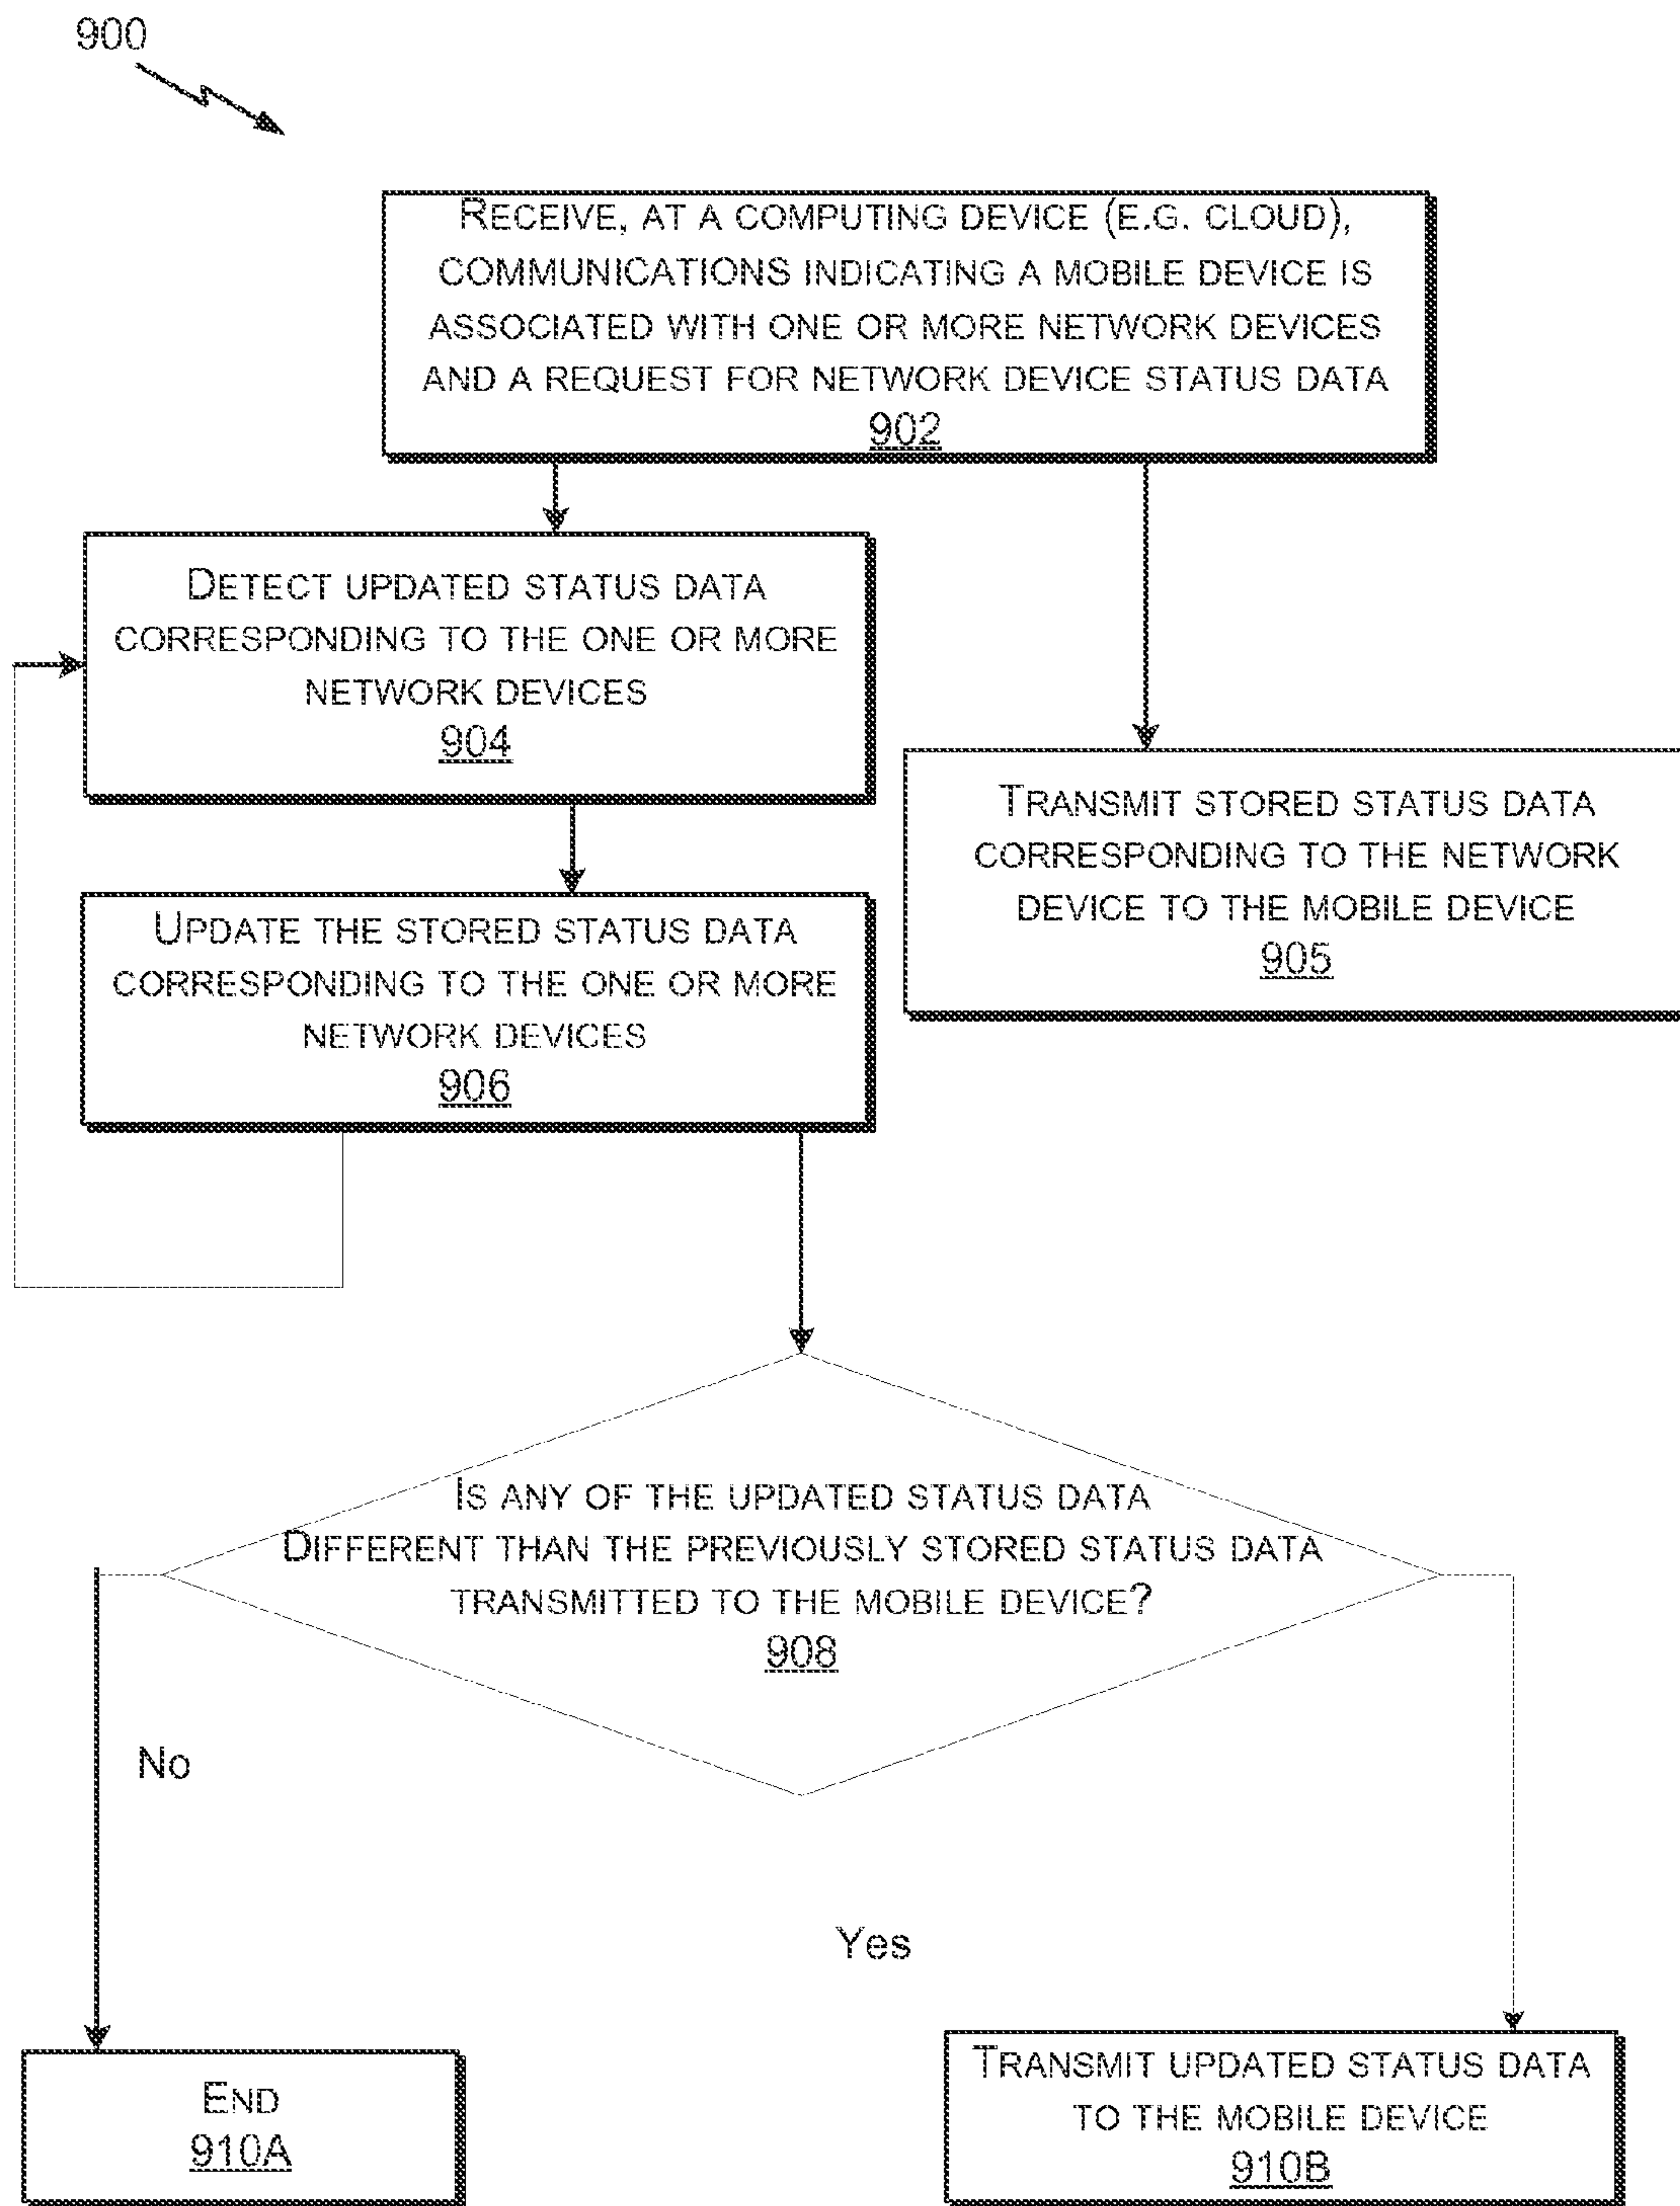 900
RECEIVE, AT A COMPUTING DEVICE (E.G. CLOUD),
COMMUNICATIONS INDICATING A MOBILE DEVICE IS
ASSOCIATED WITH ONE OR MORE NETWORK DEVICES
AND A REQUEST FOR NETWORK DEVICE STATUS DATA
902
DETECT UPDATED STATUS DATA
CORRESPONDING TO THE ONE OR MORE
NETWORK DEVICES
904
TRANSMIT STORED STATUS DATA
CORRESPONDING TO THE NETWORK
DEVICE TO THE MOBILE DEVICE
905
UPDATE THE STORED STATUS DATA
CORRESPONDING TO THE ONE OR MORE
NETWORK DEVICES
906
IS ANY OF THE UPDATED STATUS DATA
DIFFERENT THAN THE PREVIOUSLY STORED STATUS DATA
TRANSMITTED TO THE MOBILE DEVICE?
908
No
Yes
END
910A
TRANSMIT UPDATED STATUS DATA
TO THE MOBILE DEVICE
910B